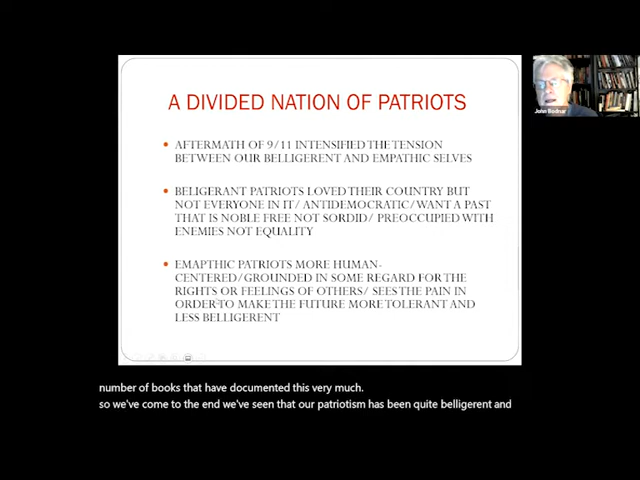 A DIVIDED NATION OF PATRIOTS
AFTERMATH OF 9/11 INTENSIFIED THE TENSION
BETWEEN OUR BELLIGERENT AND EMPATHIC SELVES
BELIGERANT PATRIOTS LOVED THEIR COUNTRY BUT
NOT EVERYONE IN IT/ ANTIDEMOCRATIC/ WANT A PAST
THAT IS NOBLE FREE NOT SORDID/ PREOCCUPIED WITH
ENEMIES NOT EQUALITY
EMAPTHIC PATRIOTS MORE HUMAN-
CENTERED/GROUNDED IN SOME REGARD FOR THE
RIGHTS OR FEELINGS OF OTHERS/ SEES THE PAIN IN
ORDER TO MAKE THE FUTURE MORE TOLERANT AND
LESS BELLIGERENT
John Bodnar
number of books that have documented this very much.
so we've come to the end we've seen that our patriotism has been quite belligerent and